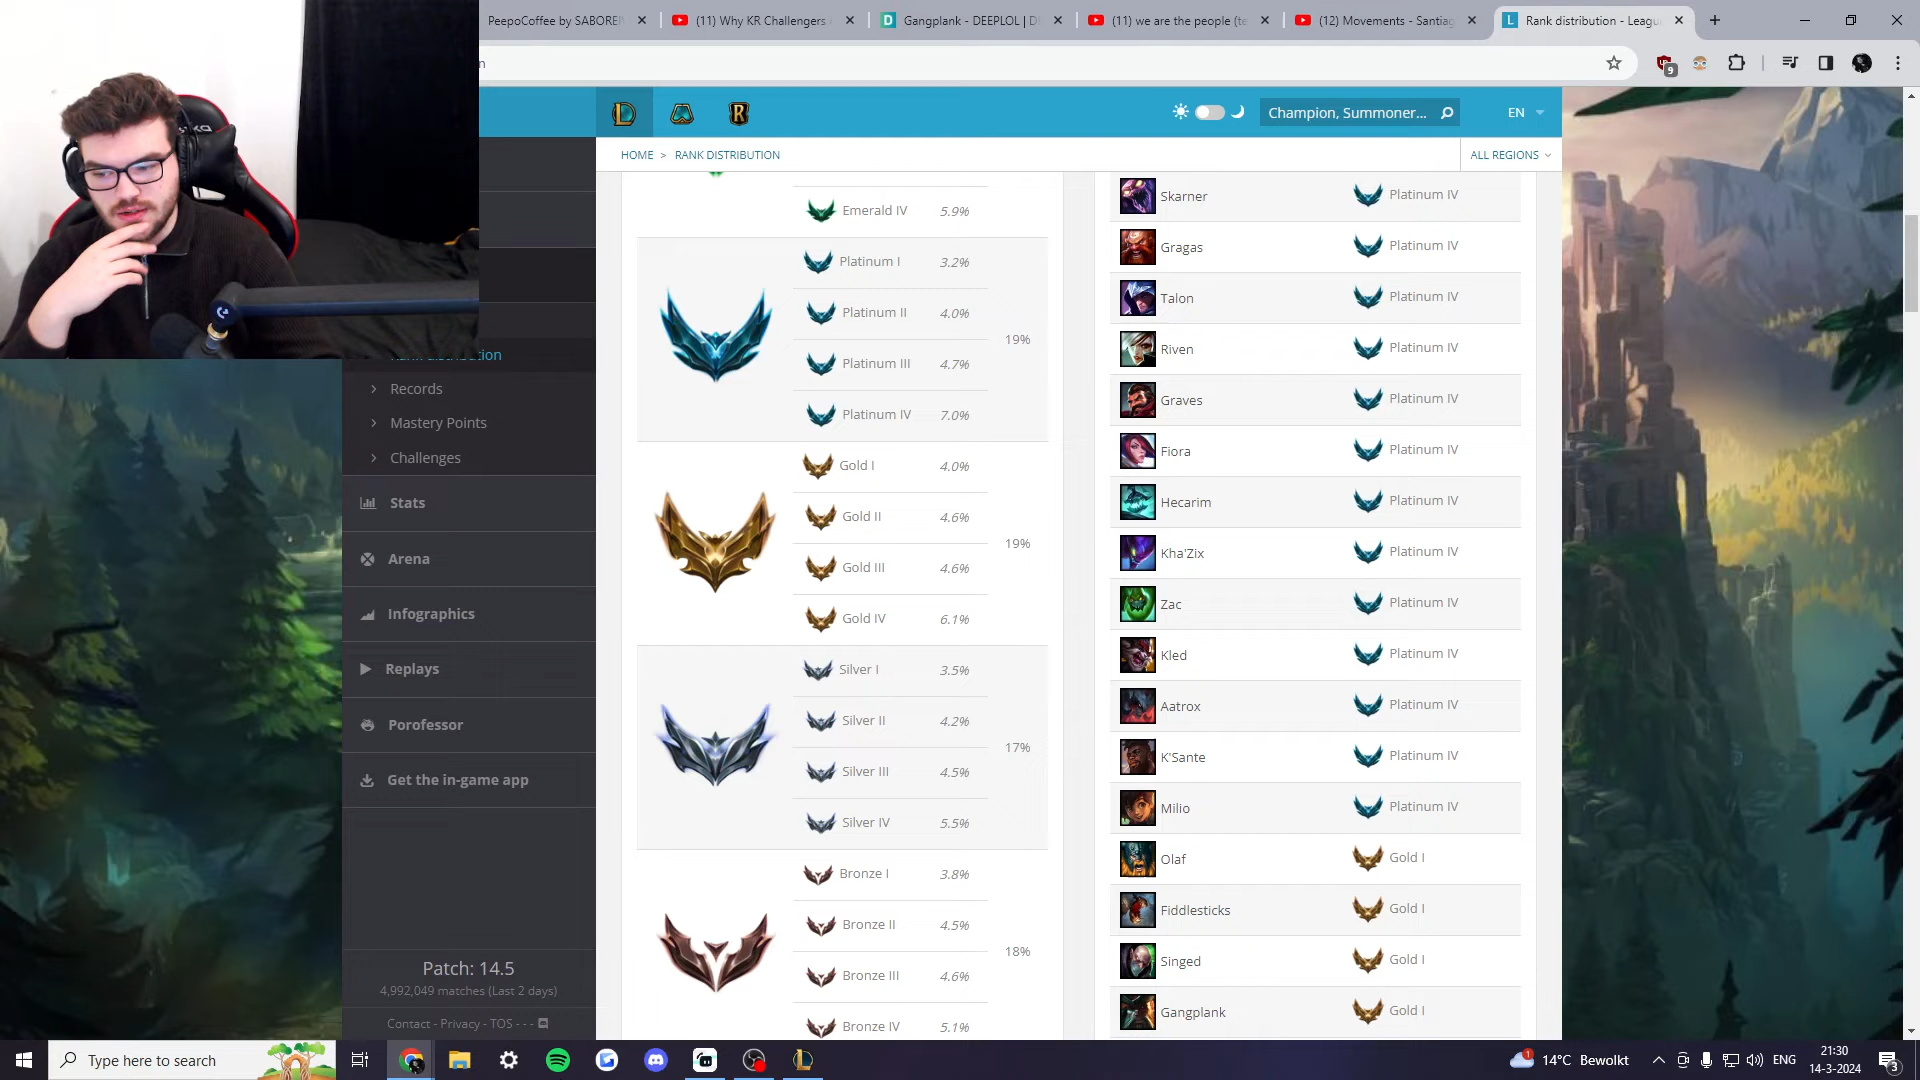 PeepoCoffee by SABORER
(11) Why KR Challengers
Gangplank - DEEPLOL | D
(11) we are the people (te
(12) Movements - Santiag
Rank distribution - Leagu
n
9
Champion, Summoner...
EN
HOME > RANK DISTRIBUTION
ALL REGIONS
Rank distribution
Records
Mastery Points
Challenges
Stats
Arena
Infographics
Replays
Porofessor
Get the in-game app
Patch: 14.5
4,992,049 matches (Last 2 days)
Contact - Privacy - TOS - - -
Emerald IV 5.9%
Platinum I 3.2%
Platinum II 4.0%
19%
Platinum III 4.7%
Platinum IV 7.0%
Gold I 4.0%
Gold II 4.6%
19%
Gold III 4.6%
Gold IV 6.1%
Silver I 3.5%
Silver II 4.2%
17%
Silver III 4.5%
Silver IV 5.5%
Bronze I 3.8%
Bronze II 4.5%
18%
Bronze III 4.6%
Bronze IV 5.1%
Skarner Platinum IV
Gragas Platinum IV
Talon Platinum IV
Riven Platinum IV
Graves Platinum IV
Fiora Platinum IV
Hecarim Platinum IV
Kha'Zix Platinum IV
Zac Platinum IV
Kled Platinum IV
Aatrox Platinum IV
K'Sante Platinum IV
Milio Platinum IV
Olaf Gold I
Fiddlesticks Gold I
Singed Gold I
Gangplank Gold I
Type here to search
1
14°C Bewolkt
ENG
21:30
14-3-2024
3